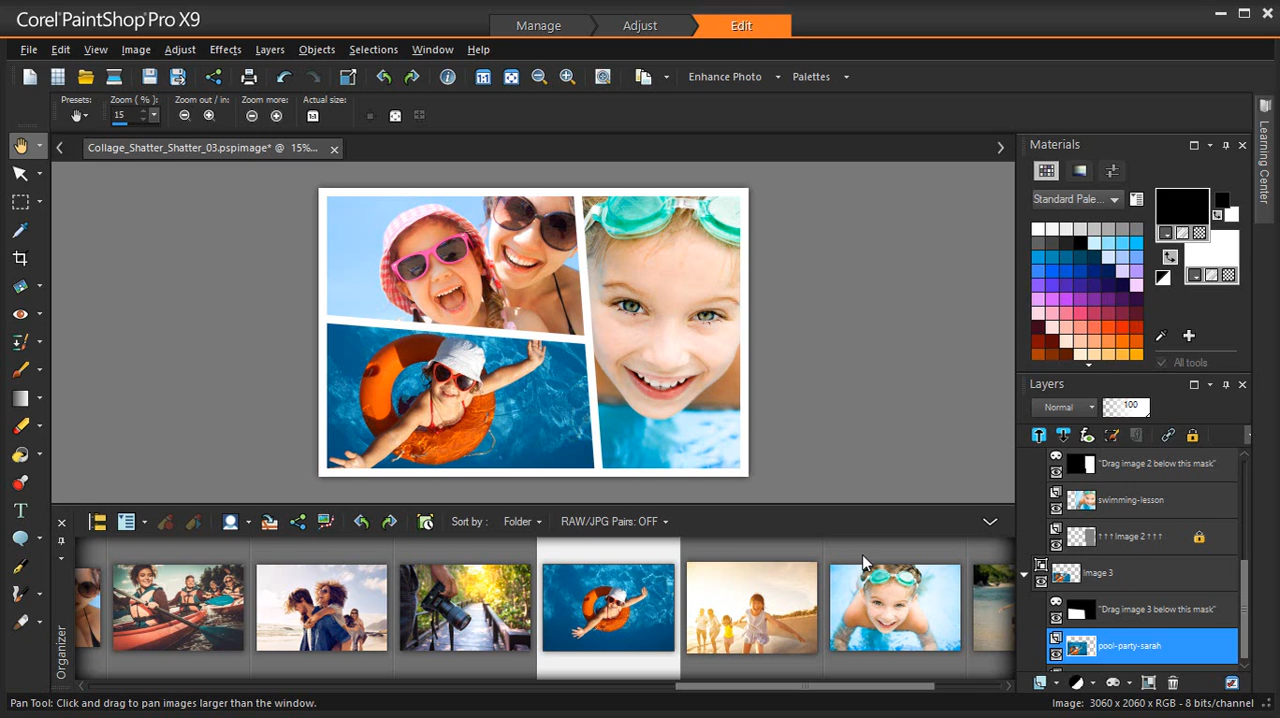 Corel PaintShop Pro X9
Manage
Adjust
Edit
File Edit View Image Adjust Effects Layers Objects Selections Window Help
Enhance Photo
Palettes
Presets:
Zoom ( % ):
Zoom out / in:
Zoom more:
Actual size:
15
Collage_Shatter_Shatter_03.pspimage* @ 15%...
Materials
Standard Pale...
All tools
Learning Center
Layers
Normal
100
"Drag image 2 below this mask"
swimming-lesson
↑↑↑ Image 2 ↑↑↑
Image 3
"Drag image 3 below this mask"
pool-party-sarah
Sort by :
Folder
RAW/JPG Pairs: OFF
Organizer
T
Pan Tool: Click and drag to pan images larger than the window.
Image: 3060 x 2060 x RGB - 8 bits/channel